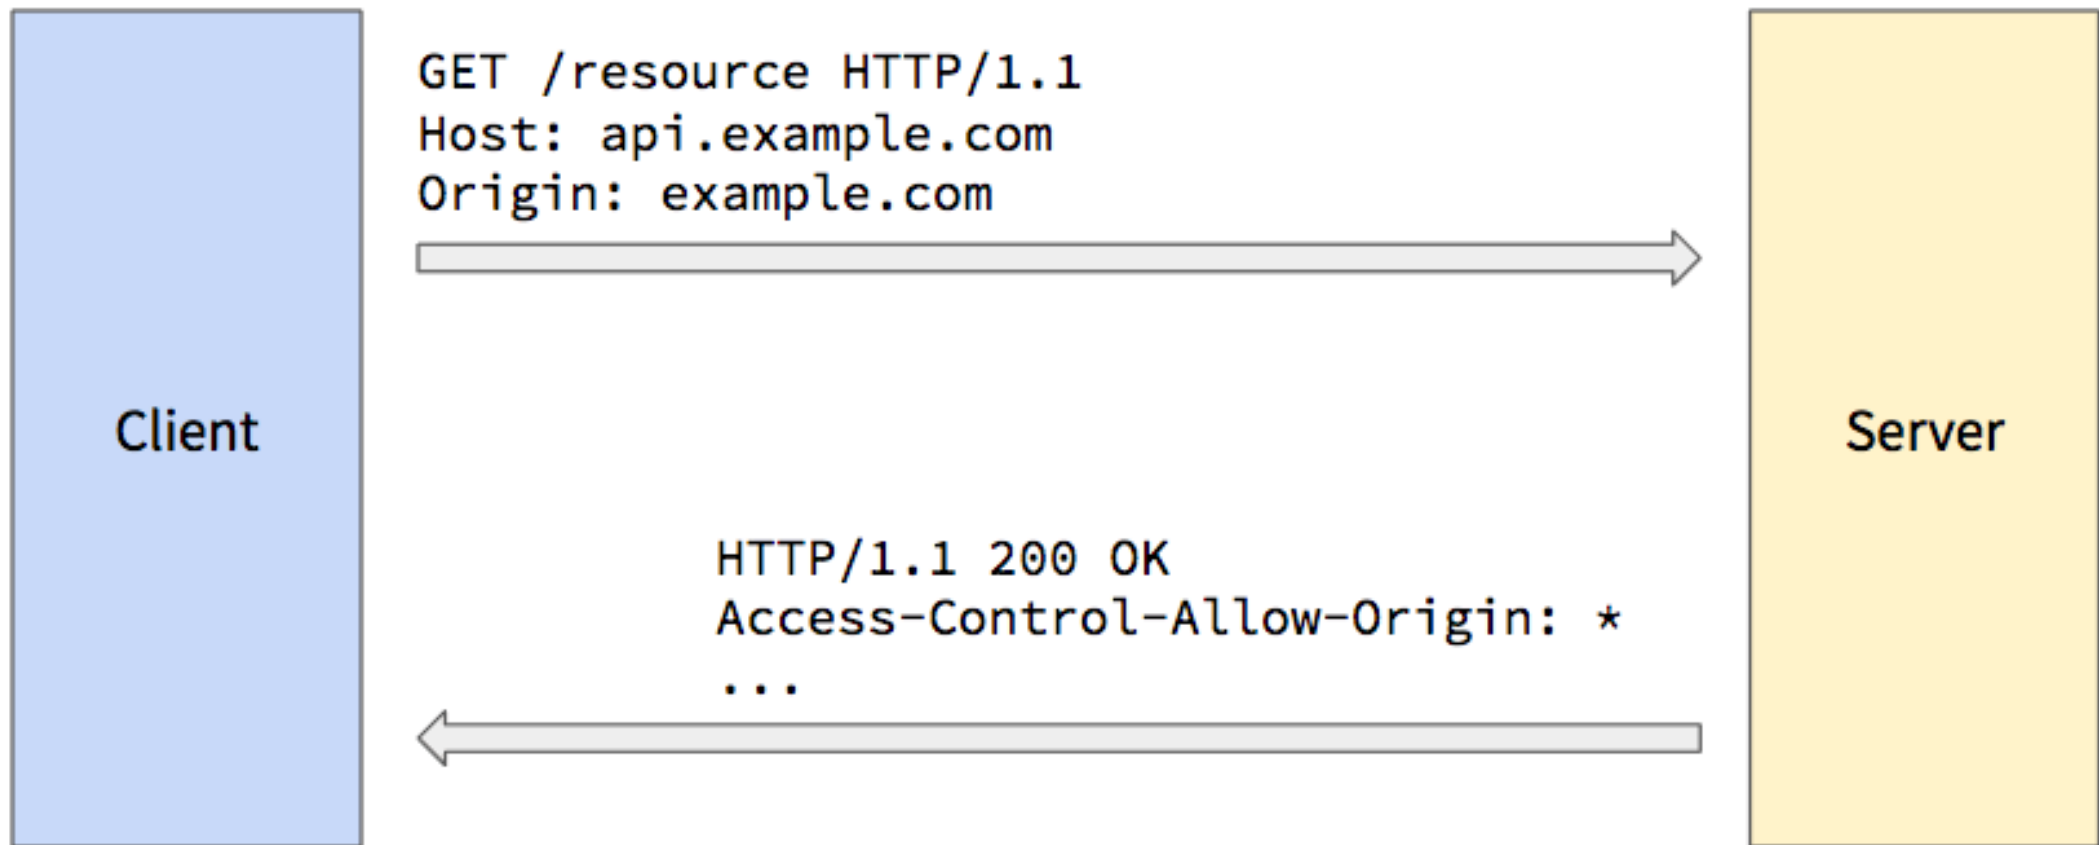 GET /resource HTTP/1.1
Host: api.example.com
Origin: example.com
Client
Server
HTTP/1.1 200 OK
Access-Control-Allow-Origin: *
...